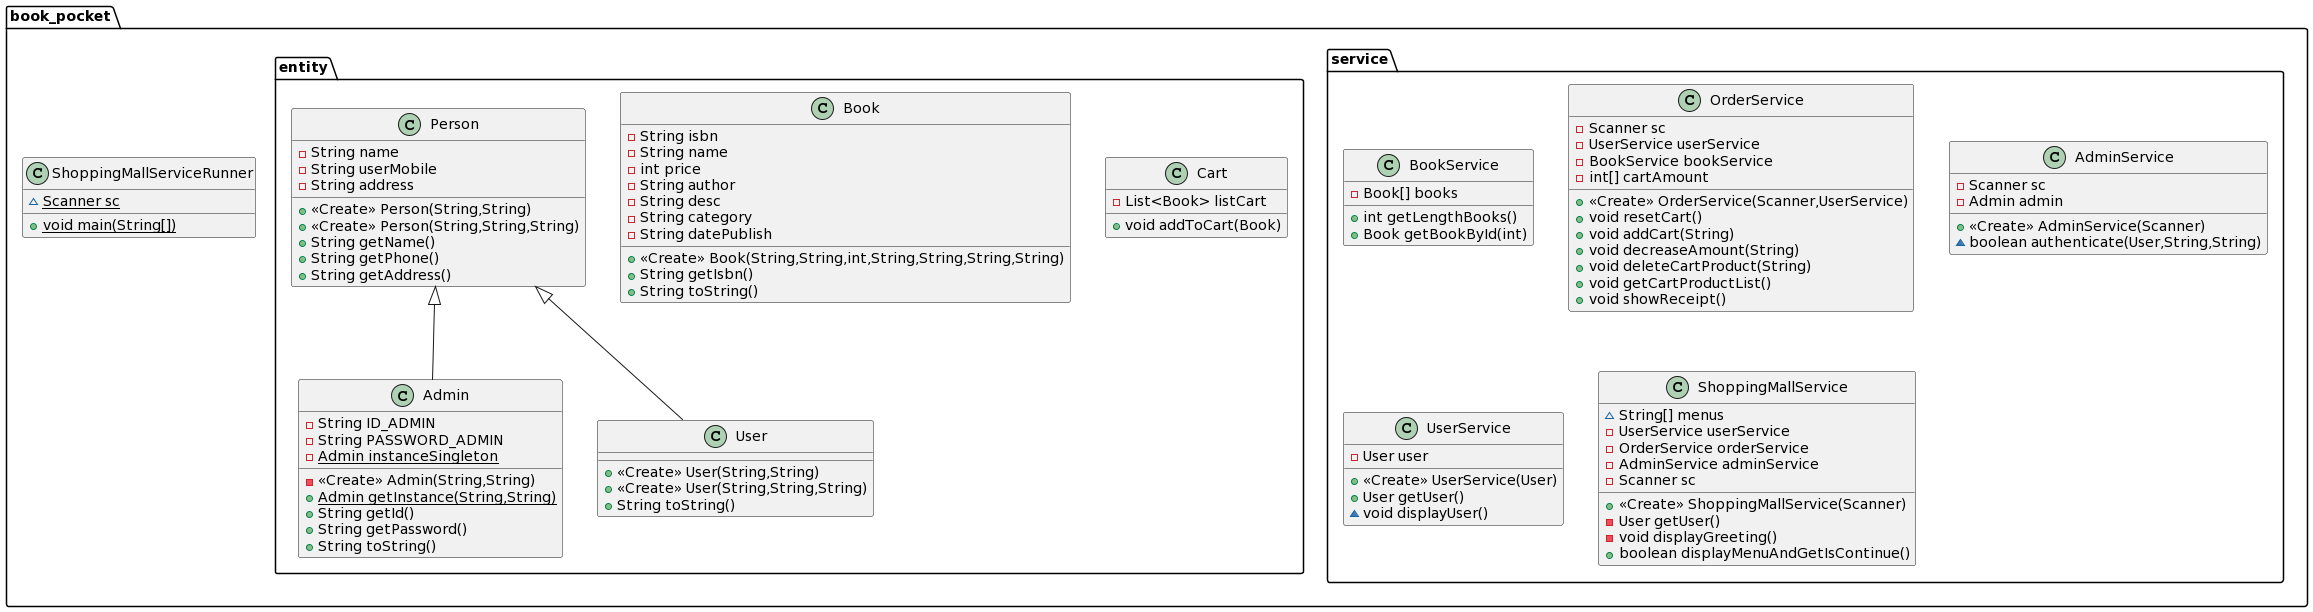 book_pocket
ShoppingMallServiceRunner
Scanner sc
void main(String[])
entity
Person
String name
String userMobile
String address
«Create» Person(String,String)
«Create» Person(String,String,String)
String getName()
String getPhone()
String getAddress()
Book
String isbn
String name
int price
String author
String desc
String category
String datePublish
«Create» Book(String,String,int,String,String,String,String)
String getIsbn()
String toString()
Cart
List<Book> listCart
void addToCart(Book)
Admin
String ID_ADMIN
String PASSWORD_ADMIN
Admin instanceSingleton
«Create» Admin(String,String)
Admin getInstance(String,String)
String getId()
String getPassword()
String toString()
User
«Create» User(String,String)
«Create» User(String,String,String)
String toString()
service
BookService
Book[] books
int getLengthBooks()
Book getBookById(int)
OrderService
Scanner sc
UserService userService
BookService bookService
int[] cartAmount
«Create» OrderService(Scanner,UserService)
void resetCart()
void addCart(String)
void decreaseAmount(String)
void deleteCartProduct(String)
void getCartProductList()
void showReceipt()
AdminService
Scanner sc
Admin admin
«Create» AdminService(Scanner)
boolean authenticate(User,String,String)
UserService
User user
«Create» UserService(User)
User getUser()
void displayUser()
ShoppingMallService
String[] menus
UserService userService
OrderService orderService
AdminService adminService
Scanner sc
«Create» ShoppingMallService(Scanner)
User getUser()
void displayGreeting()
boolean displayMenuAndGetIsContinue()